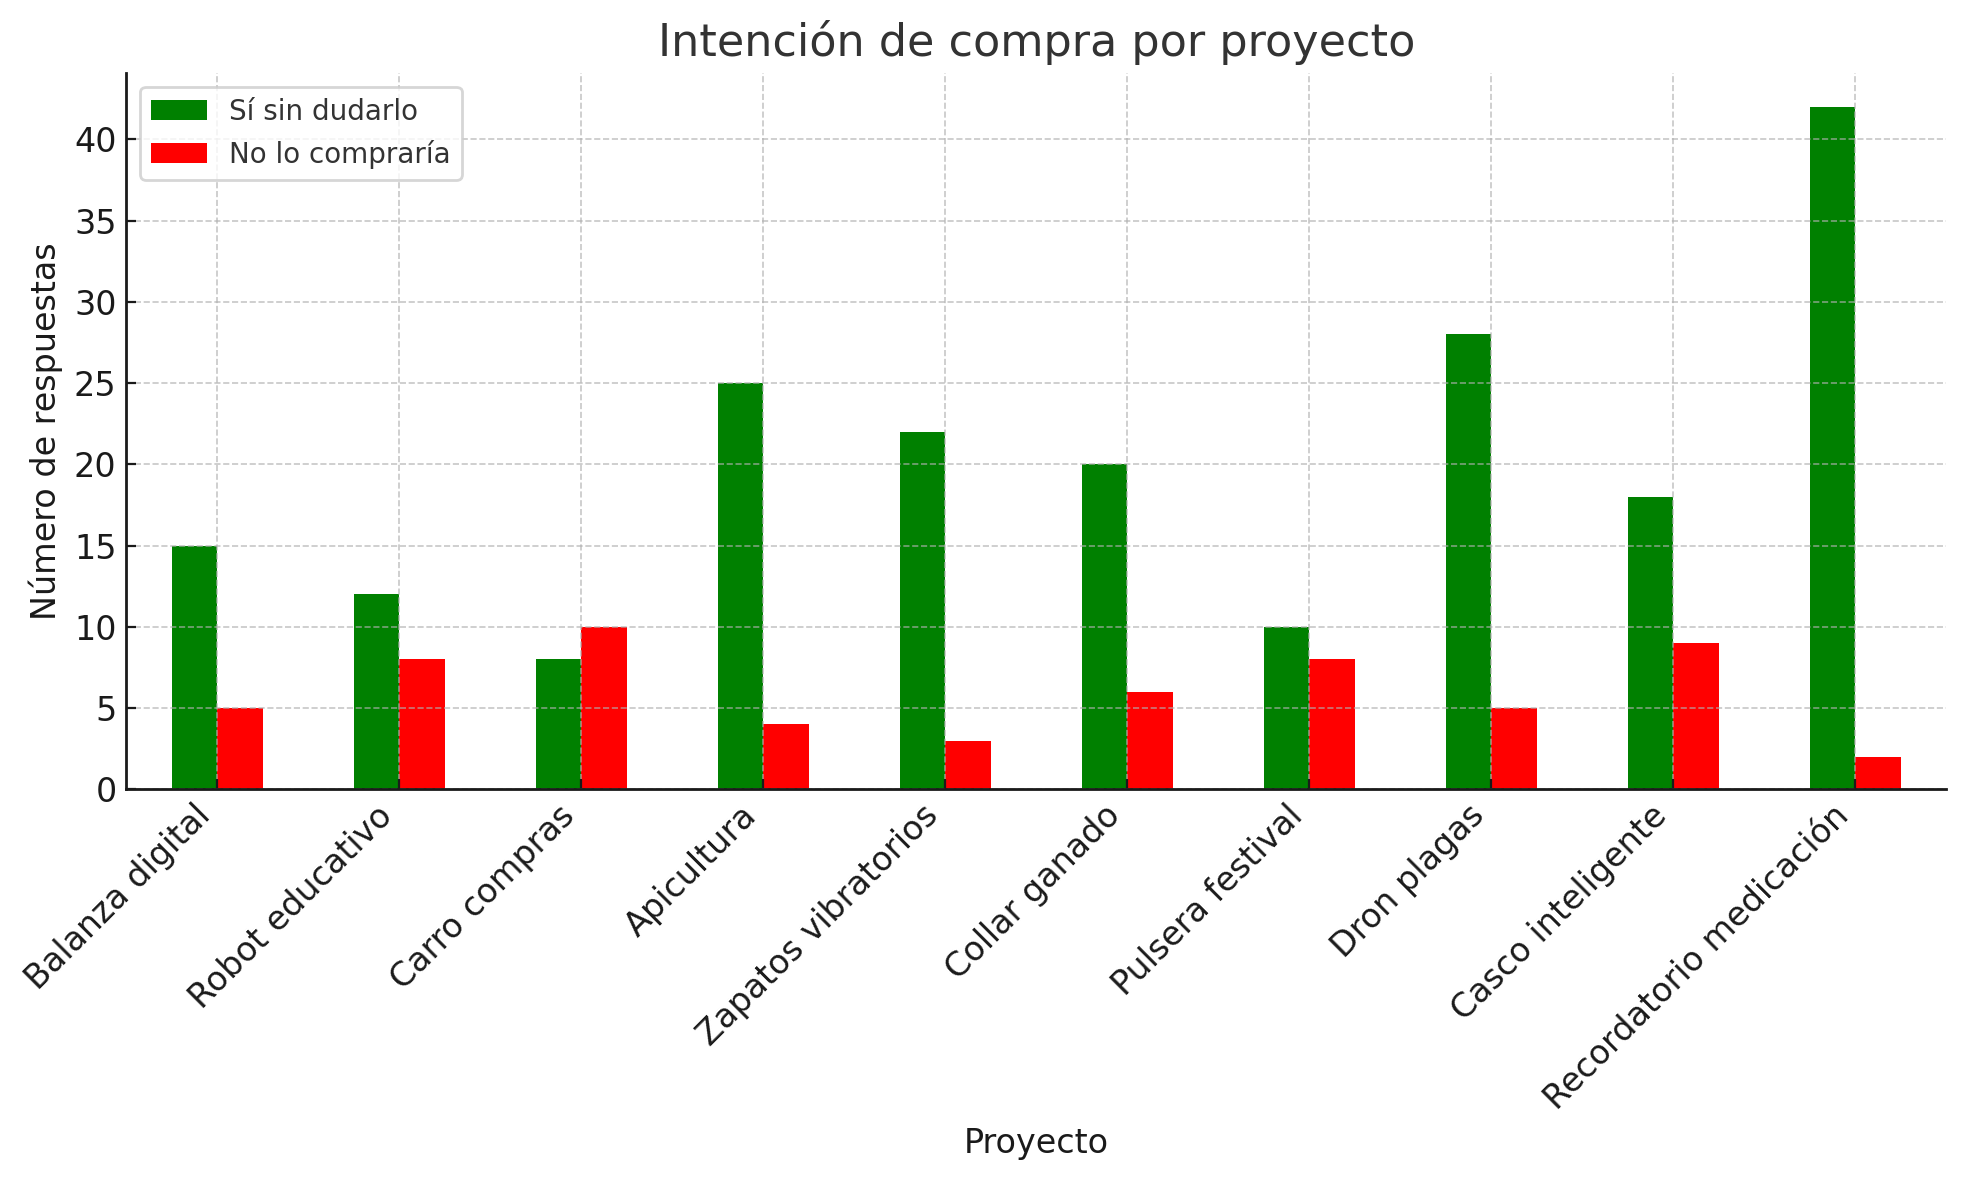 Intención de compra por proyecto
Sí sin dudarlo
No lo compraría
Número de respuestas
40
35
30
25
20
15
10
5
0
Balanza digital
Robot educativo
Carro compras
Apicultura
Zapatos vibratorios
Collar ganado
Pulsera festival
Dron plagas
Casco inteligente
Recordatorio medicación
Proyecto